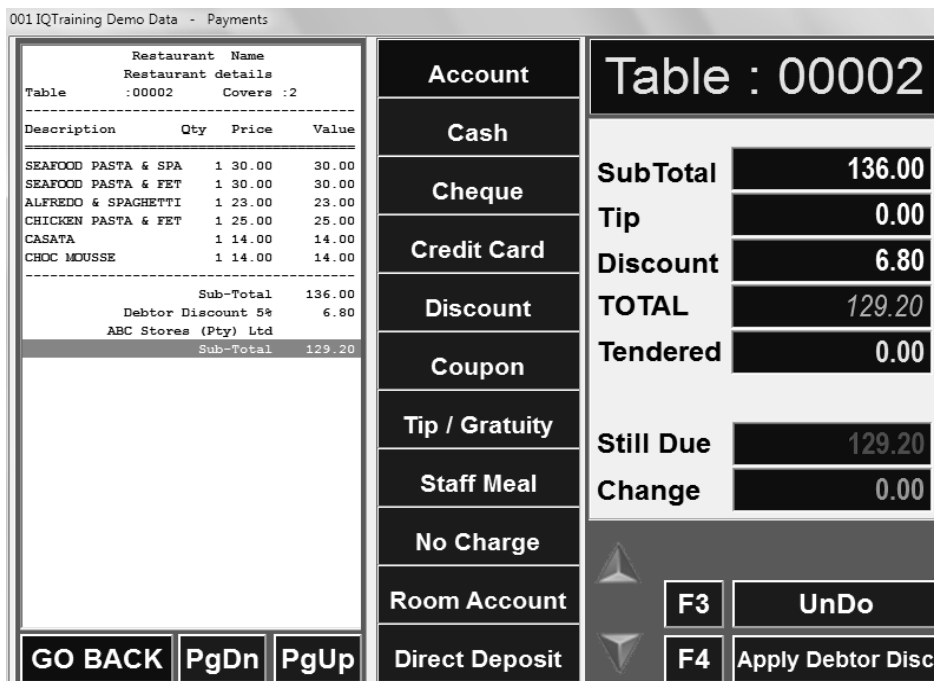 001 IQTraining Demo Data - Payments
Restaurant Name
Restaurant details
Table :00002 Covers :2
Description Qty Price Value
SEAFOOD PASTA & SPA 1 30.00 30.00
SEAFOOD PASTA & FET 1 30.00 30.00
ALFREDO & SPAGHETTI 1 23.00 23.00
CHICKEN PASTA & FET 1 25.00 25.00
CASATA 1 14.00 14.00
CHOC MOUSSE 1 14.00 14.00
Sub-Total 136.00
Debtor Discount 5% 6.80
ABC Stores (Pty) Ltd
Sub-Total 129.20
GO BACK PgDn PgUp
Account
Cash
Cheque
Credit Card
Discount
Coupon
Tip / Gratuity
Staff Meal
No Charge
Room Account
Direct Deposit
Table : 00002
SubTotal 136.00
Tip 0.00
Discount 6.80
TOTAL 129.20
Tendered 0.00
Still Due 129.20
Change 0.00
F3 UnDo
F4 Apply Debtor Disc